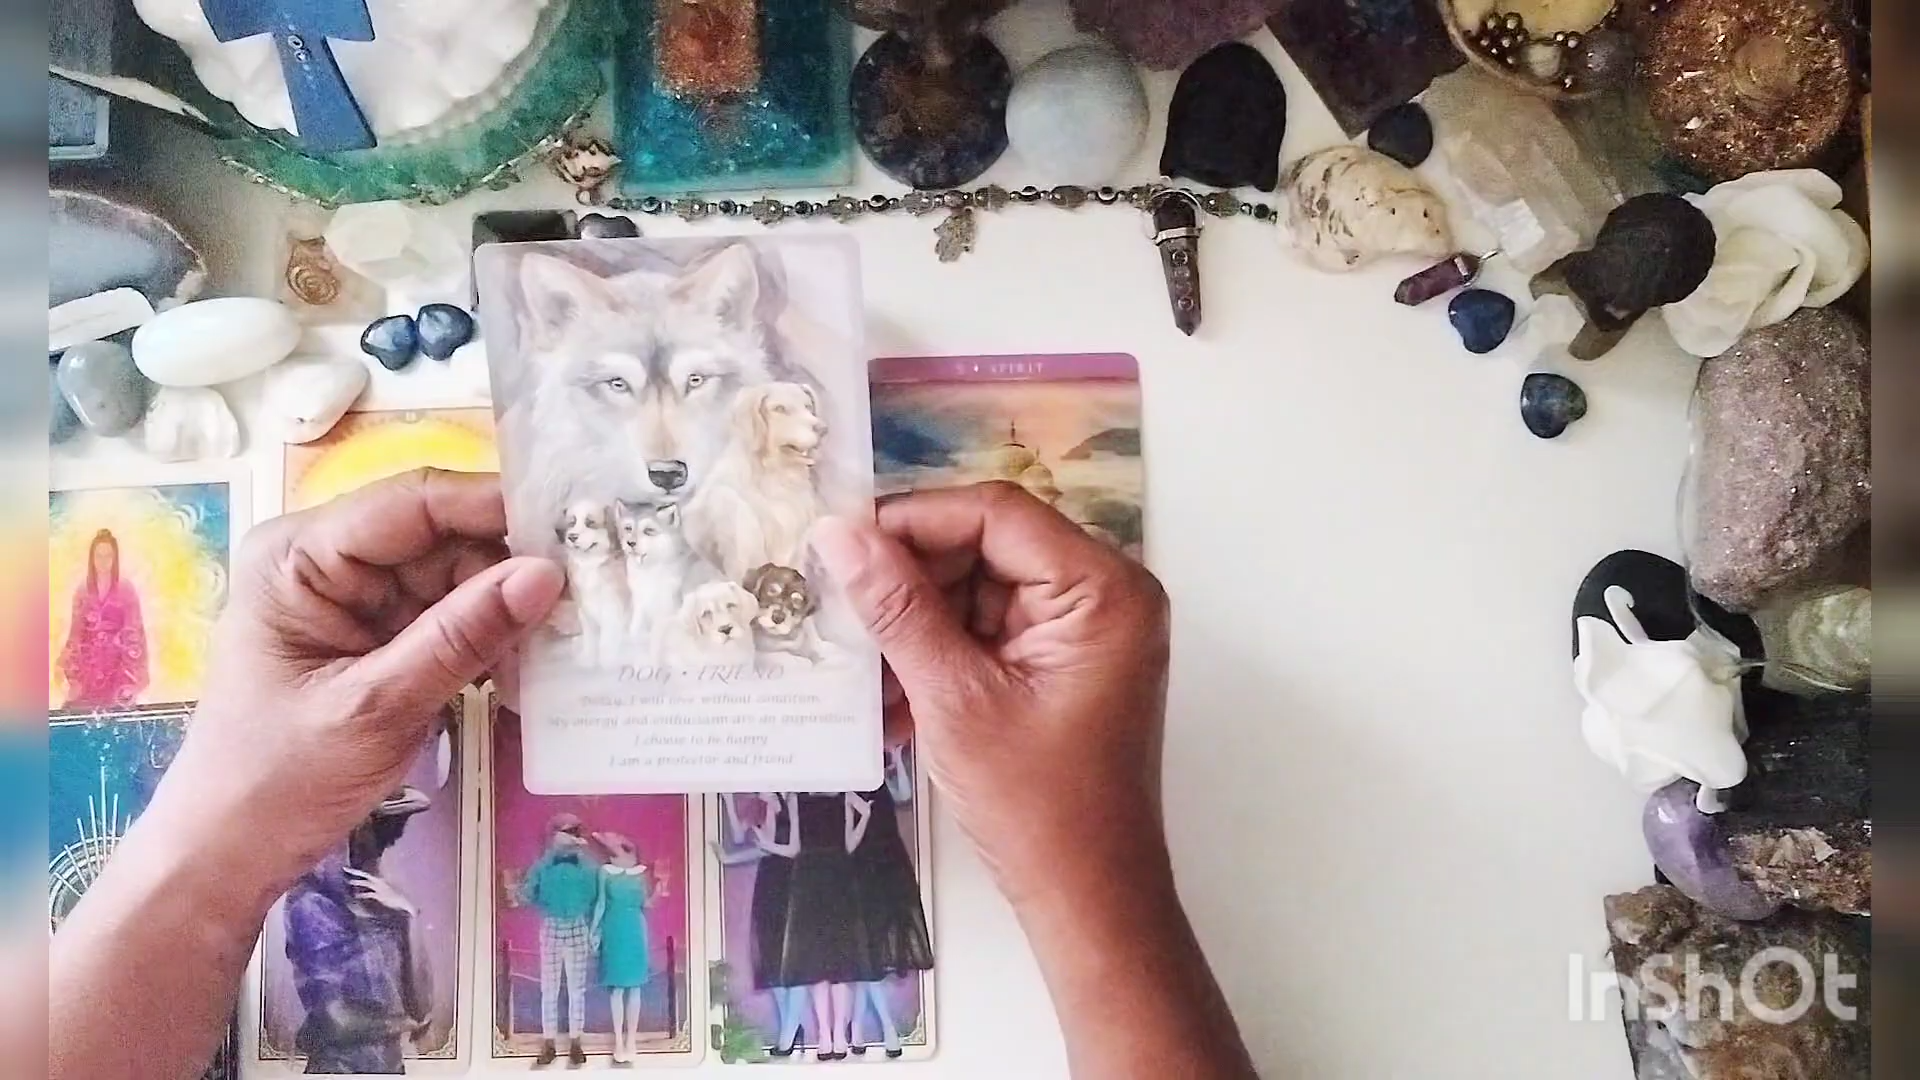 5 • SPIRIT
DOG • FRIEND
Today, I will love without condition.
My energy and enthusiasm are an inspiration.
I choose to be happy.
I am a protector and friend.
InShOt